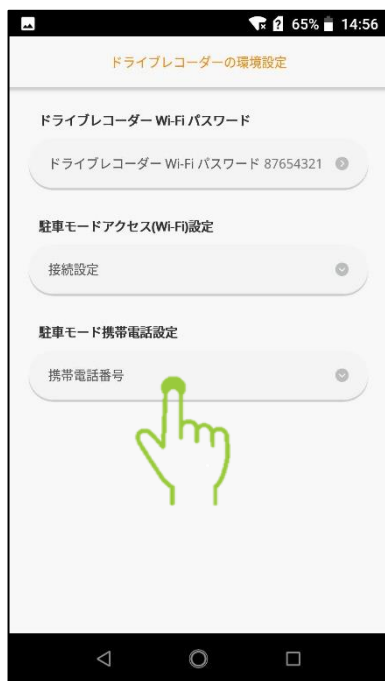 65% 14:56
ドライブレコーダーの環境設定
ドライブレコーダー Wi-Fi パスワード
ドライブレコーダー Wi-Fi パスワード 87654321
駐車モードアクセス(Wi-Fi)設定
接続設定
駐車モード携帯電話設定
携帯電話番号